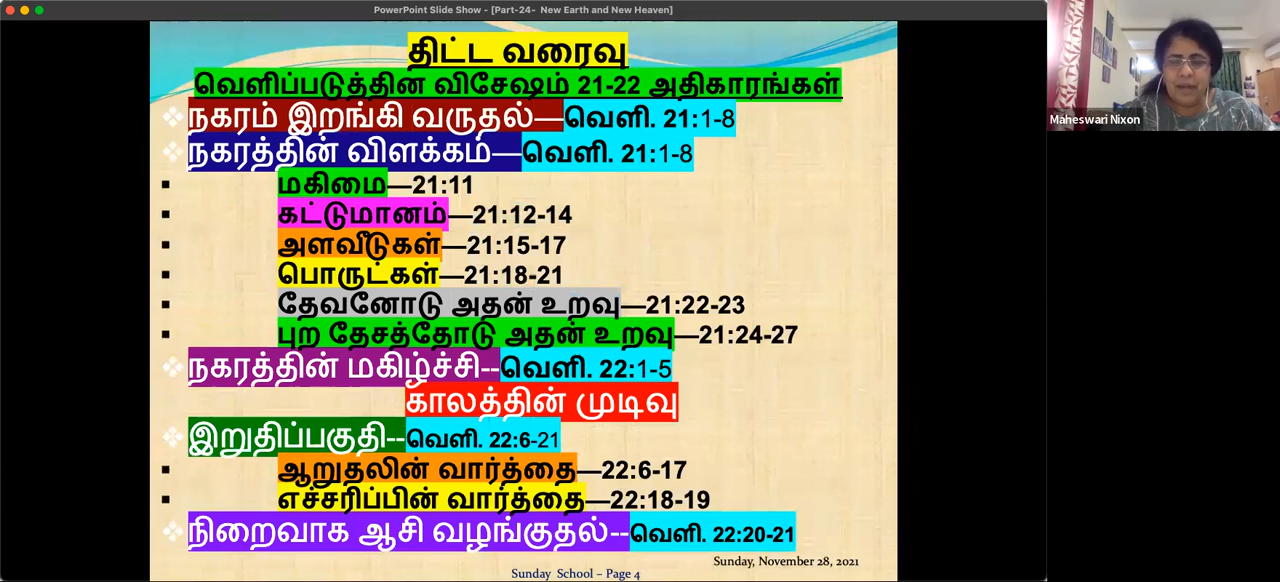 PowerPoint Slide Show - [Part-24- New Earth and New Heaven]
திட்ட வரைவு
வெளிப்படுத்தின விசேஷம் 21-22 அதிகாரங்கள்
நகரம் இறங்கி வருதல்—வெளி. 21:1-8
நகரத்தின் விளக்கம்—வெளி. 21:1-8
மகிமை—21:11
கட்டுமானம்—21:12-14
அளவீடுகள்—21:15-17
பொருட்கள்—21:18-21
தேவனோடு அதன் உறவு—21:22-23
புற தேசத்தோடு அதன் உறவு—21:24-27
நகரத்தின் மகிழ்ச்சி--வெளி. 22:1-5
காலத்தின் முடிவு
இறுதிப்பகுதி--வெளி. 22:6-21
ஆறுதலின் வார்த்தை—22:6-17
எச்சரிப்பின் வார்த்தை—22:18-19
நிறைவாக ஆசி வழங்குதல்--வெளி. 22:20-21
Sunday, November 28, 2021
Sunday School – Page 4
Maheswari Nixon